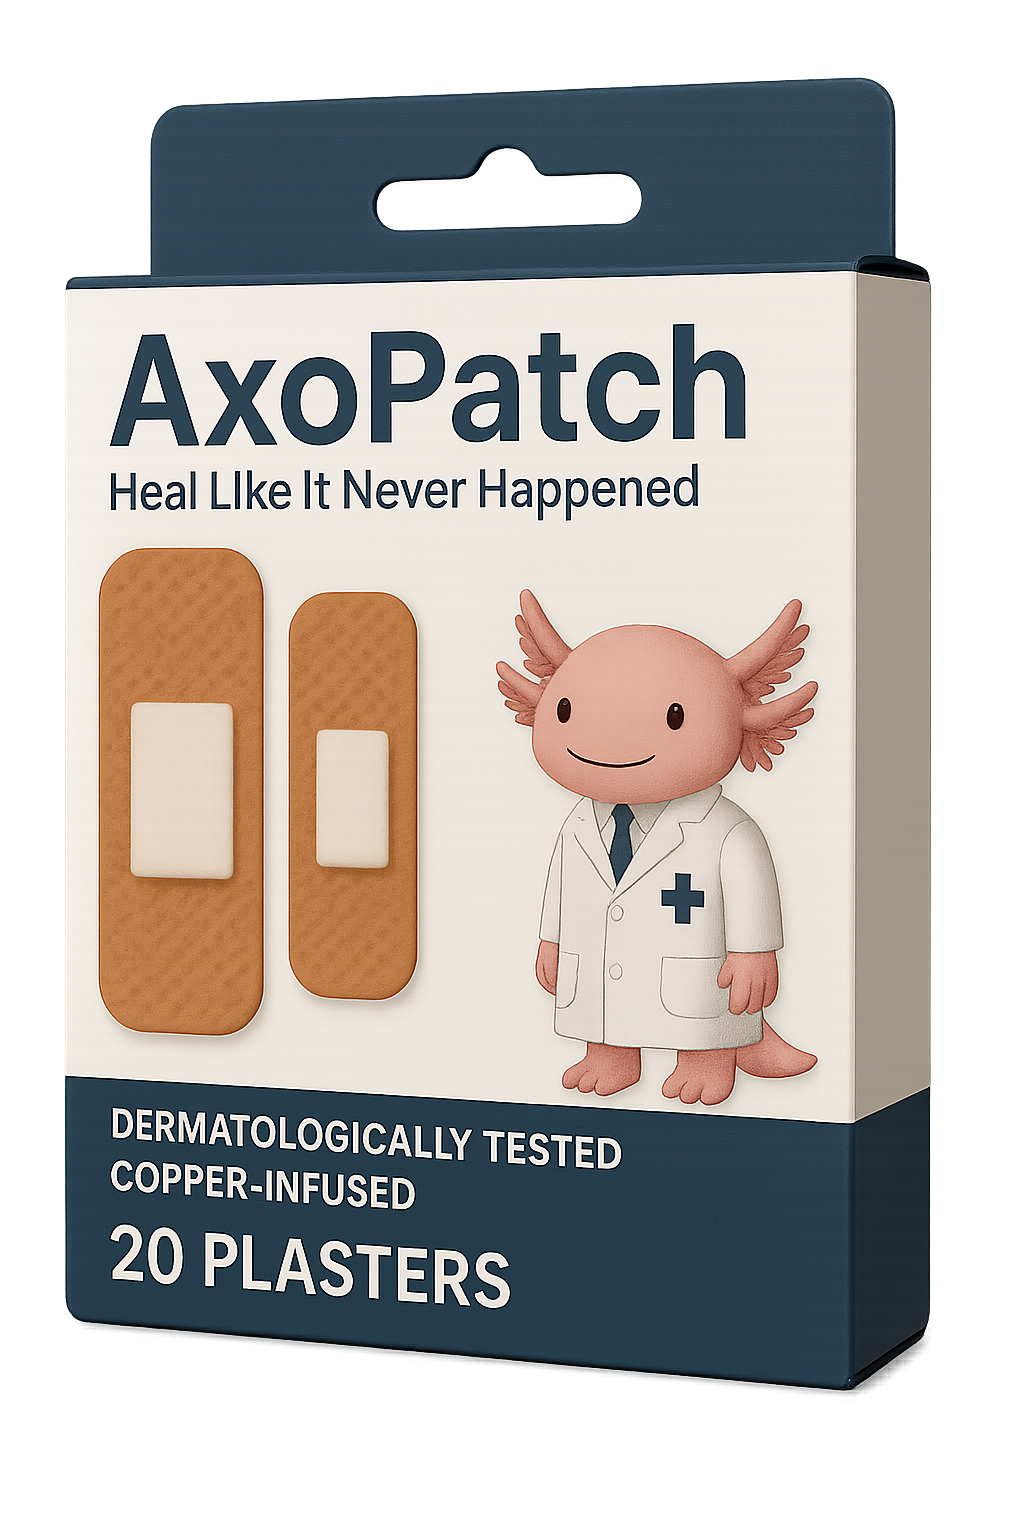 AxoPatch
Heal LIke It Never Happened
DERMATOLOGICALLY TESTED
COPPER-INFUSED
20 PLASTERS